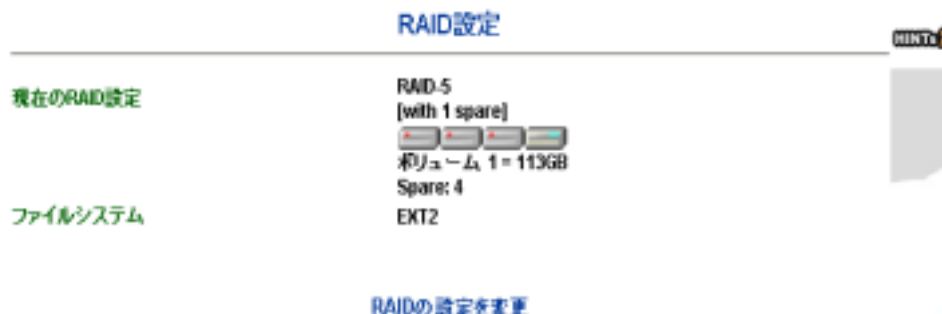 RAID設定
HINTs
現在のRAID設定
RAID-5
[with 1 spare]
ボリューム 1 = 113GB
Spare: 4
ファイルシステム
EXT2
RAIDの設定を変更